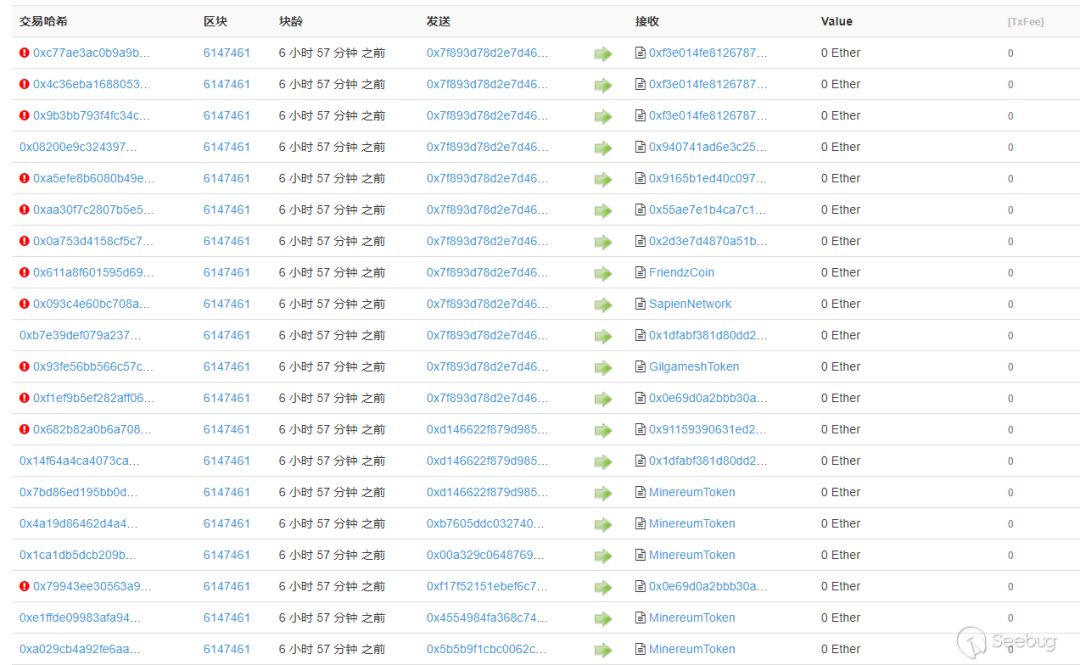 交易哈希 区块 块龄 发送 接收 Value [TxFee]
0xc77ae3ac0b9a9b... 6147461 6 小时 57 分钟 之前 0x7f893d78d2e7d46... 0xf3e014fe8126787... 0 Ether 0
0x4c36eba1688053... 6147461 6 小时 57 分钟 之前 0x7f893d78d2e7d46... 0xf3e014fe8126787... 0 Ether 0
0x9b3bb793f4fc34c... 6147461 6 小时 57 分钟 之前 0x7f893d78d2e7d46... 0xf3e014fe8126787... 0 Ether 0
0x08200e9c324397... 6147461 6 小时 57 分钟 之前 0x7f893d78d2e7d46... 0x940741ad6e3c25... 0 Ether 0
0xa5efe8b6080b49e... 6147461 6 小时 57 分钟 之前 0x7f893d78d2e7d46... 0x9165b1ed40c097... 0 Ether 0
0xaa30f7c2807b5e5... 6147461 6 小时 57 分钟 之前 0x7f893d78d2e7d46... 0x55ae7e1b4ca7c1... 0 Ether 0
0x0a753d4158cf5c7... 6147461 6 小时 57 分钟 之前 0x7f893d78d2e7d46... 0x2d3e7d4870a51b... 0 Ether 0
0x611a8f601595d69... 6147461 6 小时 57 分钟 之前 0x7f893d78d2e7d46... FriendzCoin 0 Ether 0
0x093c4e60bc708a... 6147461 6 小时 57 分钟 之前 0x7f893d78d2e7d46... SapienNetwork 0 Ether 0
0xb7e39def079a237... 6147461 6 小时 57 分钟 之前 0x7f893d78d2e7d46... 0x1dfabf381d80dd2... 0 Ether 0
0x93fe56bb566c57c... 6147461 6 小时 57 分钟 之前 0x7f893d78d2e7d46... GilgameshToken 0 Ether 0
0xf1ef9b5ef282aff06... 6147461 6 小时 57 分钟 之前 0x7f893d78d2e7d46... 0x0e69d0a2bbb30a... 0 Ether 0
0x682b82a0b6a708... 6147461 6 小时 57 分钟 之前 0xd146622f879d985... 0x91159390631ed2... 0 Ether 0
0x14f64a4ca4073ca... 6147461 6 小时 57 分钟 之前 0xd146622f879d985... 0x1dfabf381d80dd2... 0 Ether 0
0x7bd86ed195bb0d... 6147461 6 小时 57 分钟 之前 0xd146622f879d985... MinereumToken 0 Ether 0
0x4a19d86462d4a4... 6147461 6 小时 57 分钟 之前 0xb7605ddc032740... MinereumToken 0 Ether 0
0x1ca1db5dcb209b... 6147461 6 小时 57 分钟 之前 0x00a329c0648769... MinereumToken 0 Ether 0
0x79943ee30563a9... 6147461 6 小时 57 分钟 之前 0xf17f52151ebef6c7... 0x0e69d0a2bbb30a... 0 Ether 0
0xe1ffde09983afa94... 6147461 6 小时 57 分钟 之前 0x4554984fa368c74... MinereumToken 0 Ether 0
0xa029cb4a92fe6aa... 6147461 6 小时 57 分钟 之前 0x5b5b9f1cbc0062c... MinereumToken 0 Ether 0
Seebug